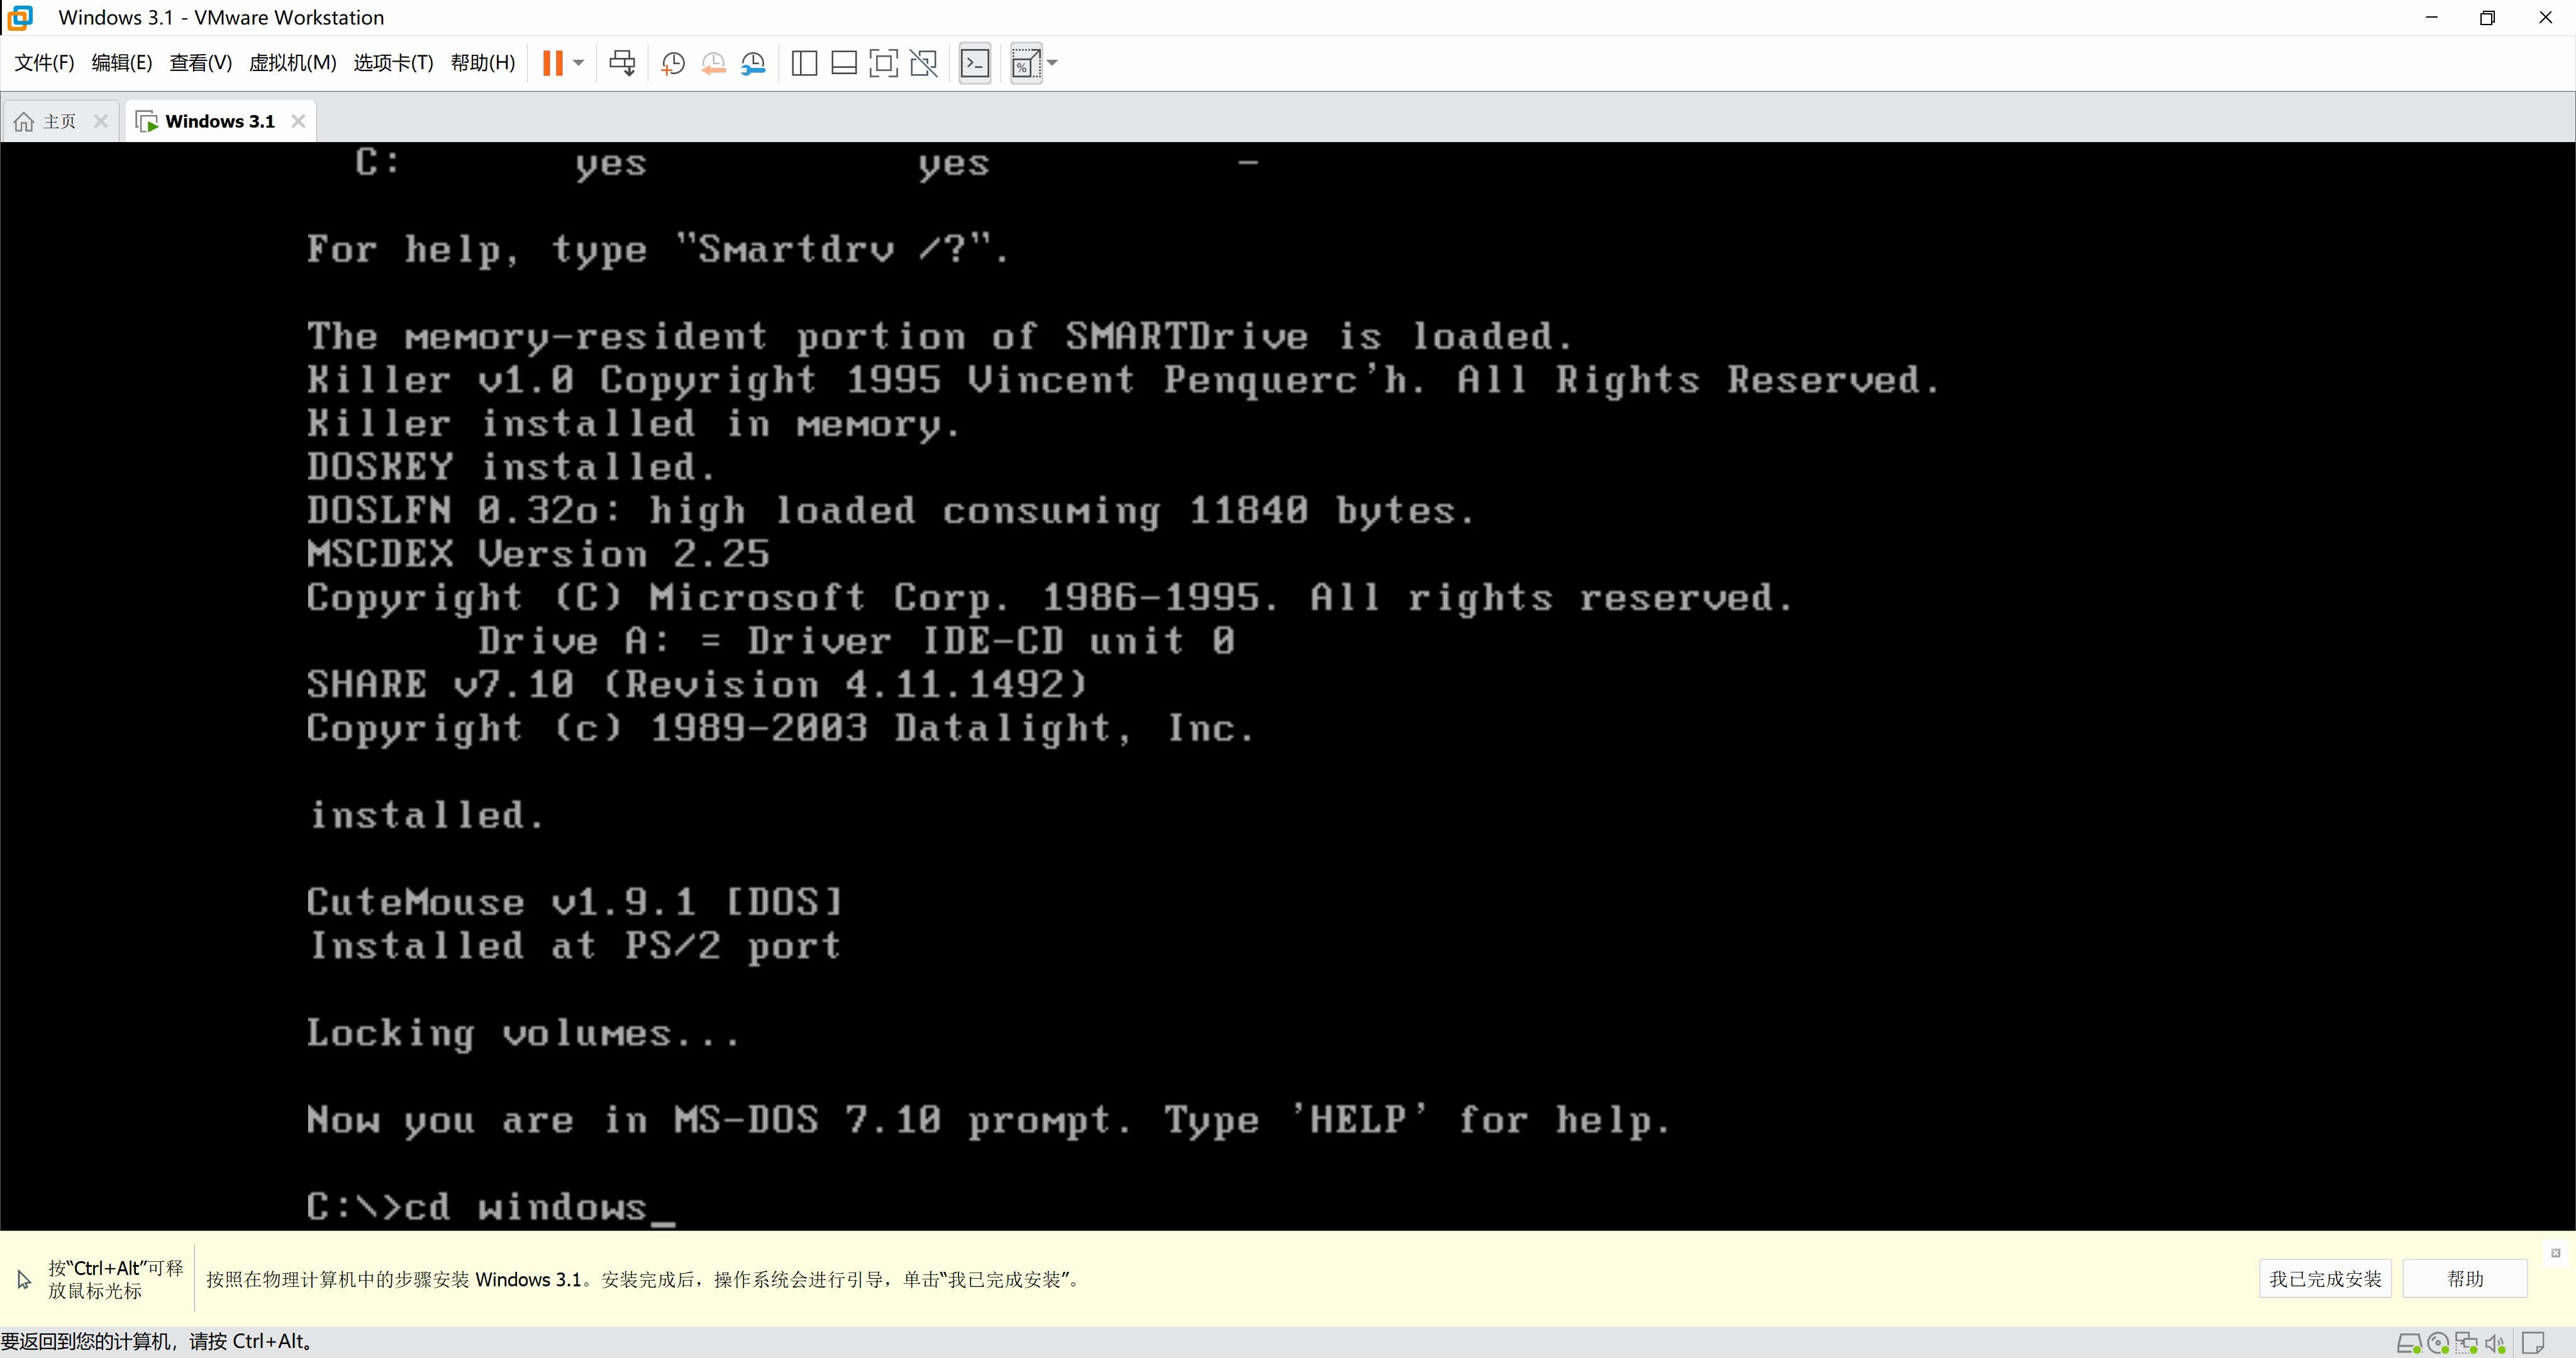 Windows 3.1 - VMware Workstation
文件(F) 编辑(E) 查看(V) 虚拟机(M) 选项卡(T) 帮助(H)
主页 Windows 3.1
C: yes yes -
For help, type "Smartdrv /?".
The memory-resident portion of SMARTDrive is loaded.
Killer v1.0 Copyright 1995 Vincent Penquerc'h. All Rights Reserved.
Killer installed in memory.
DOSKEY installed.
DOSLFN 0.32o: high loaded consuming 11840 bytes.
MSCDEX Version 2.25
Copyright (C) Microsoft Corp. 1986-1995. All rights reserved.
Drive A: = Driver IDE-CD unit 0
SHARE v7.10 (Revision 4.11.1492)
Copyright (c) 1989-2003 Datalight, Inc.
installed.
CuteMouse v1.9.1 [DOS]
Installed at PS/2 port
Locking volumes...
Now you are in MS-DOS 7.10 prompt. Type 'HELP' for help.
C:\>cd windows_
按“Ctrl+Alt”可释
放鼠标光标
按照在物理计算机中的步骤安装 Windows 3.1。安装完成后，操作系统会进行引导，单击“我已完成安装”。
我已完成安装 帮助
要返回到您的计算机，请按 Ctrl+Alt。